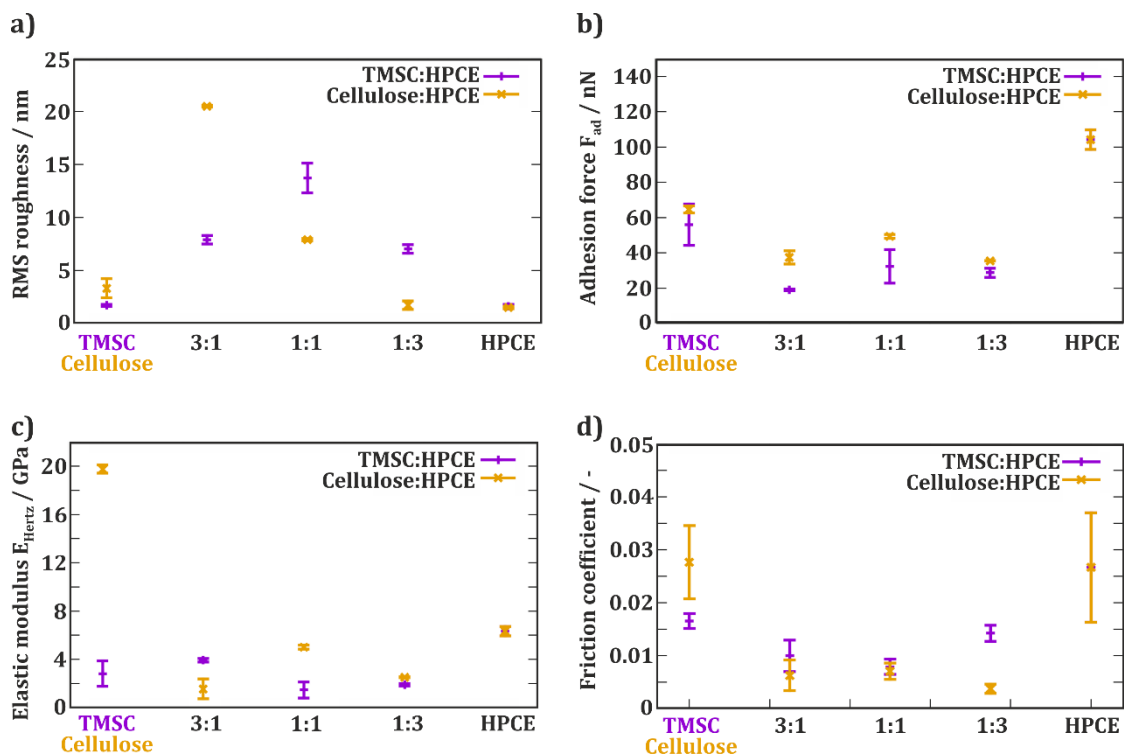 a)
RMS roughness / nm
25
20
15
10
5
0
TMSC:HPCE
Cellulose:HPCE
TMSC 3:1 1:1 1:3 HPCE
Cellulose
b)
Adhesion force Fad / nN
140
120
100
80
60
40
20
0
TMSC:HPCE
Cellulose:HPCE
TMSC 3:1 1:1 1:3 HPCE
Cellulose
c)
Elastic modulus EHertz / GPa
20
16
12
8
4
0
TMSC:HPCE
Cellulose:HPCE
TMSC 3:1 1:1 1:3 HPCE
Cellulose
d)
Friction coefficient / -
0.05
0.04
0.03
0.02
0.01
0
TMSC:HPCE
Cellulose:HPCE
TMSC 3:1 1:1 1:3 HPCE
Cellulose